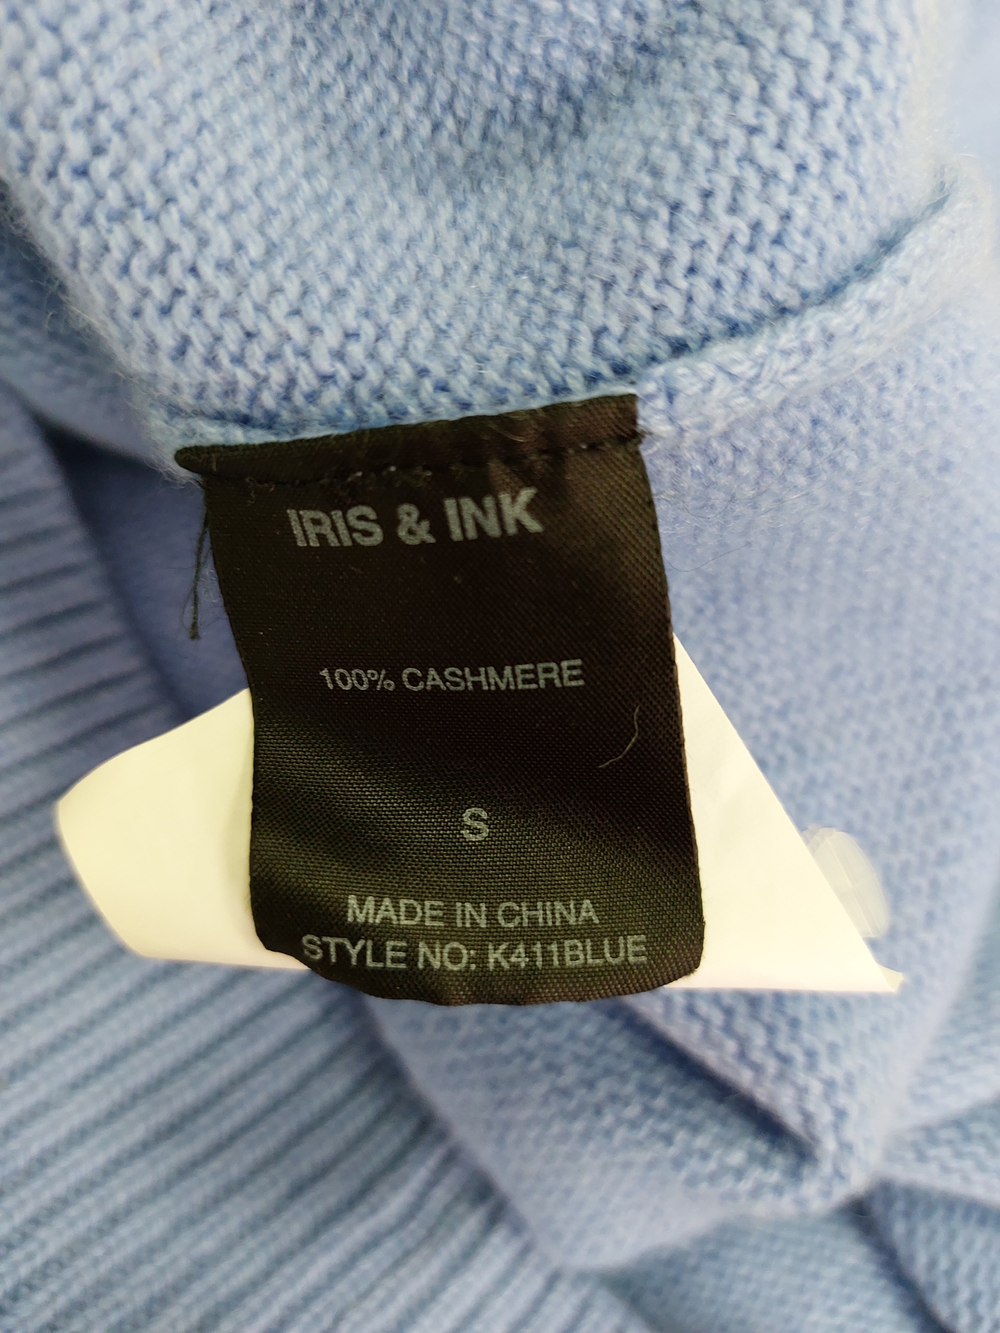 IRIS & INK
100% CASHMERE
S
MADE IN CHINA
STYLE NO: K411BLUE